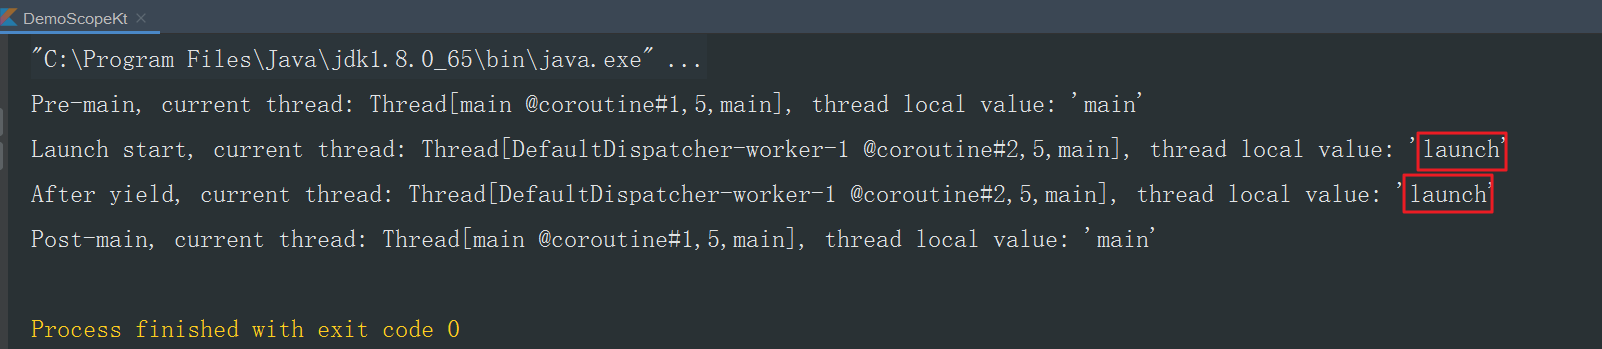 DemoScopeKt
"C:\Program Files\Java\jdk1.8.0_65\bin\java.exe" ...
Pre-main, current thread: Thread[main @coroutine#1,5,main], thread local value: 'main'
Launch start, current thread: Thread[DefaultDispatcher-worker-1 @coroutine#2,5,main], thread local value: 'launch'
After yield, current thread: Thread[DefaultDispatcher-worker-1 @coroutine#2,5,main], thread local value: 'launch'
Post-main, current thread: Thread[main @coroutine#1,5,main], thread local value: 'main'
Process finished with exit code 0